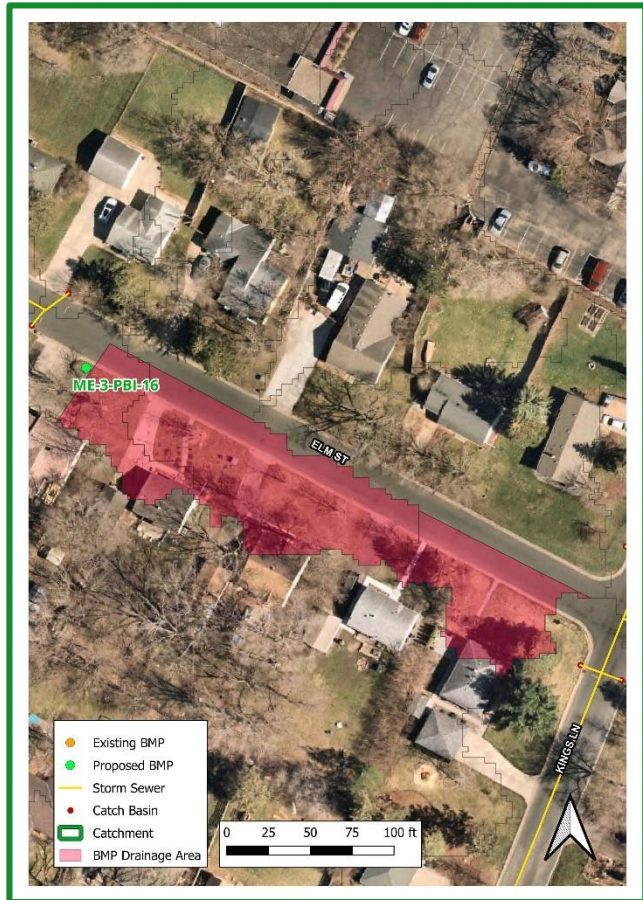 ME-3-PBI-16
ELM ST
KINGS LN
Existing BMP
Proposed BMP
Storm Sewer
Catch Basin
Catchment
BMP Drainage Area
0 25 50 75 100 ft